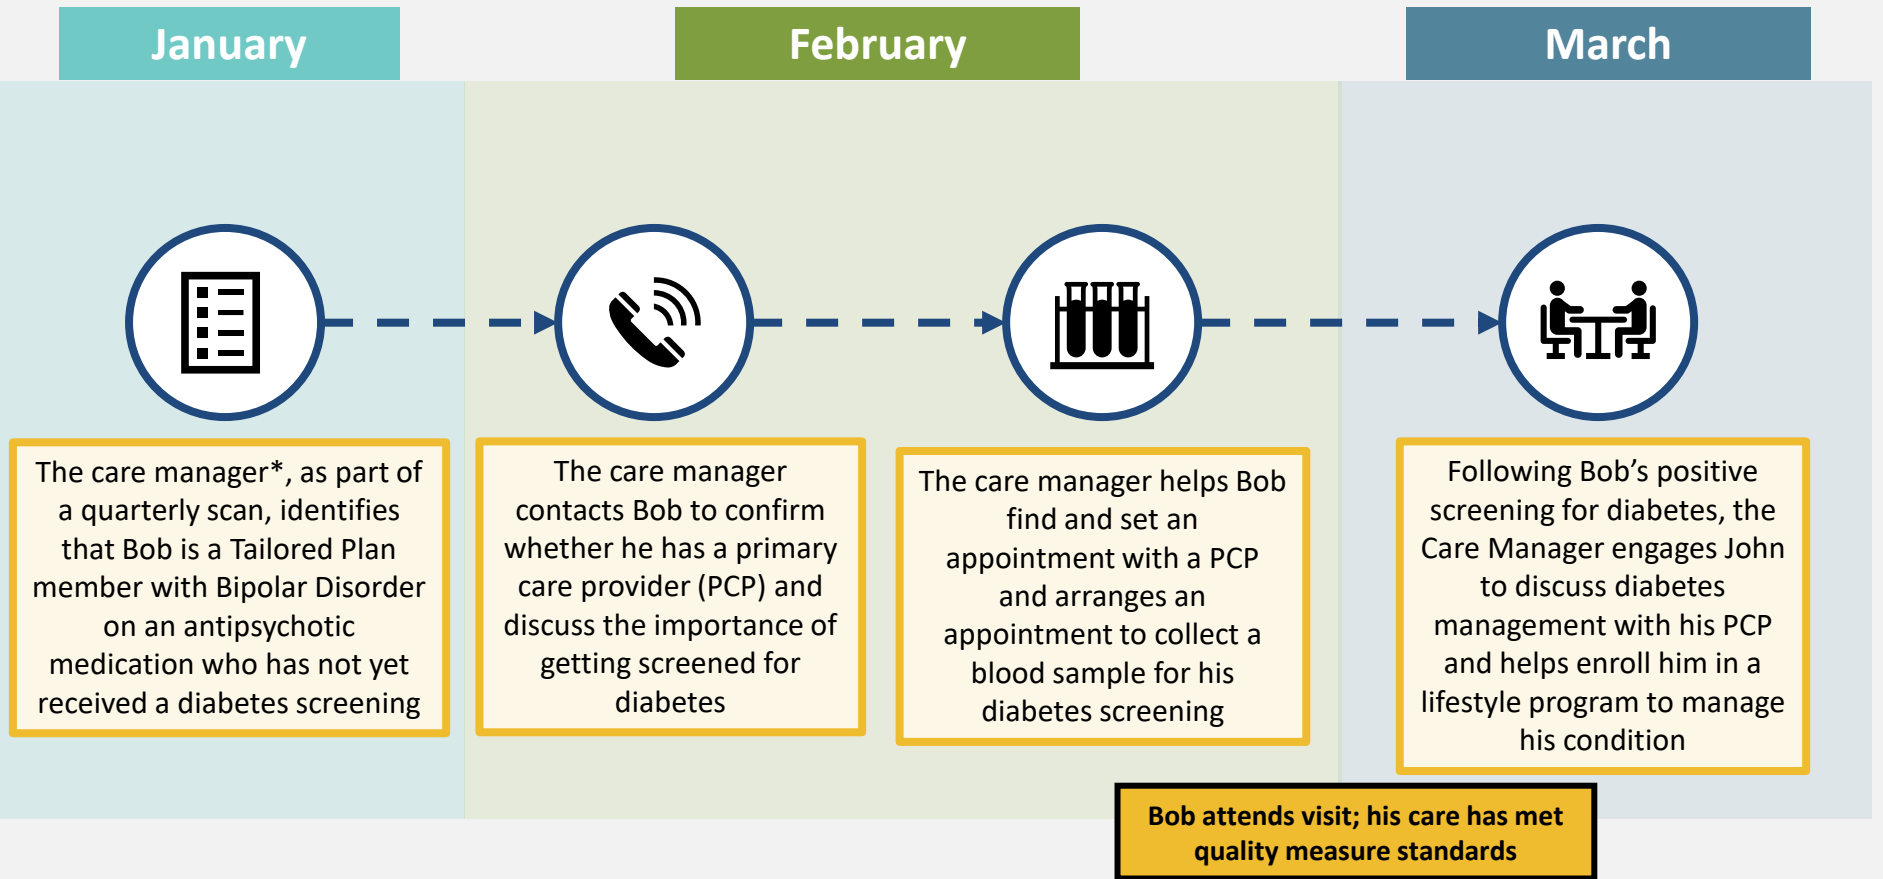 January
February
March
The care manager*, as part of
a quarterly scan, identifies
that Bob is a Tailored Plan
member with Bipolar Disorder
on an antipsychotic
medication who has not yet
received a diabetes screening
The care manager
contacts Bob to confirm
whether he has a primary
care provider (PCP) and
discuss the importance of
getting screened for
diabetes
The care manager helps Bob
find and set an
appointment with a PCP
and arranges an
appointment to collect a
blood sample for his
diabetes screening
Following Bob’s positive
screening for diabetes, the
Care Manager engages John
to discuss diabetes
management with his PCP
and helps enroll him in a
lifestyle program to manage
his condition
Bob attends visit; his care has met
quality measure standards